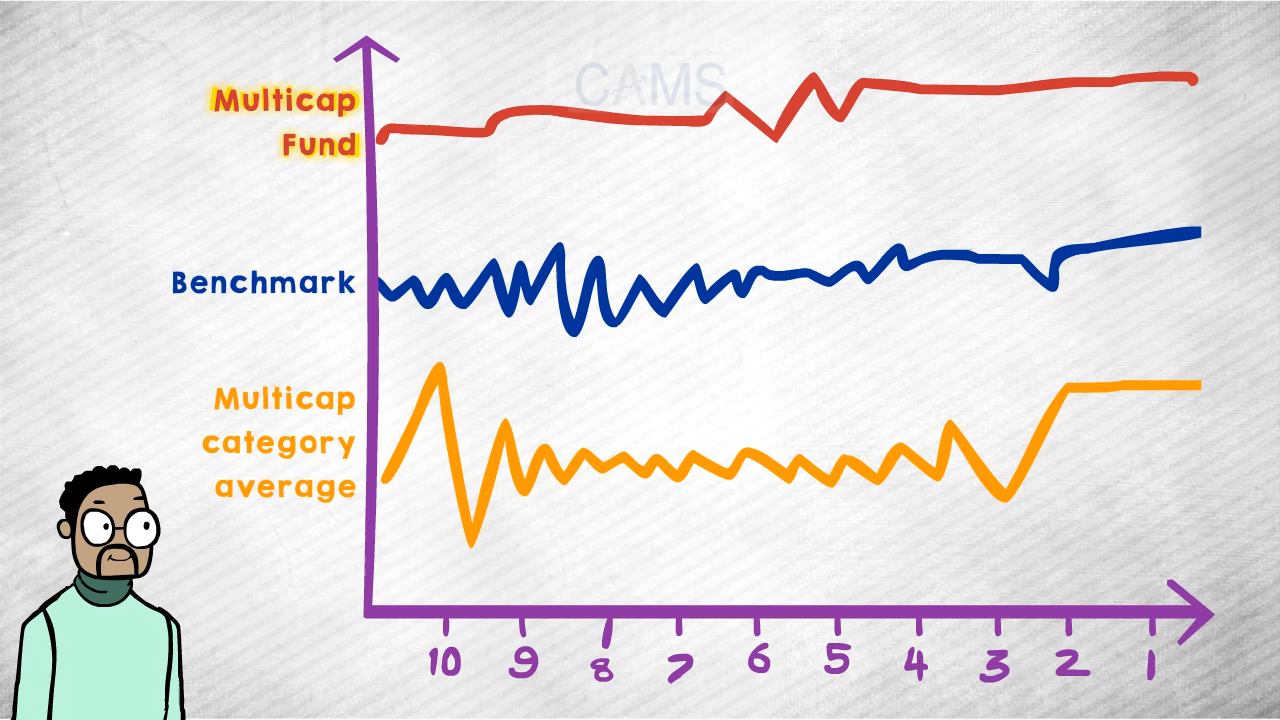 CAMS
Multicap
Fund
Benchmark
Multicap
category
average
10 9 8 7 6 5 4 3 2 1